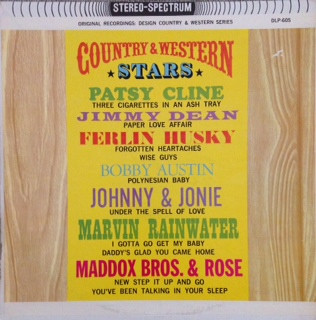 STEREO-SPECTRUM
ORIGINAL RECORDINGS: DESIGN COUNTRY & WESTERN SERIES
DLP-605
COUNTRY & WESTERN
★ STARS ★
PATSY CLINE
THREE CIGARETTES IN AN ASH TRAY
JIMMY DEAN
PAPER LOVE AFFAIR
FERLIN HUSKY
FORGOTTEN HEARTACHES
WISE GUYS
BOBBY AUSTIN
POLYNESIAN BABY
JOHNNY & JONIE
UNDER THE SPELL OF LOVE
MARVIN RAINWATER
I GOTTA GO GET MY BABY
DADDY'S GLAD YOU CAME HOME
MADDOX BROS. & ROSE
NEW STEP IT UP AND GO
YOU'VE BEEN TALKING IN YOUR SLEEP